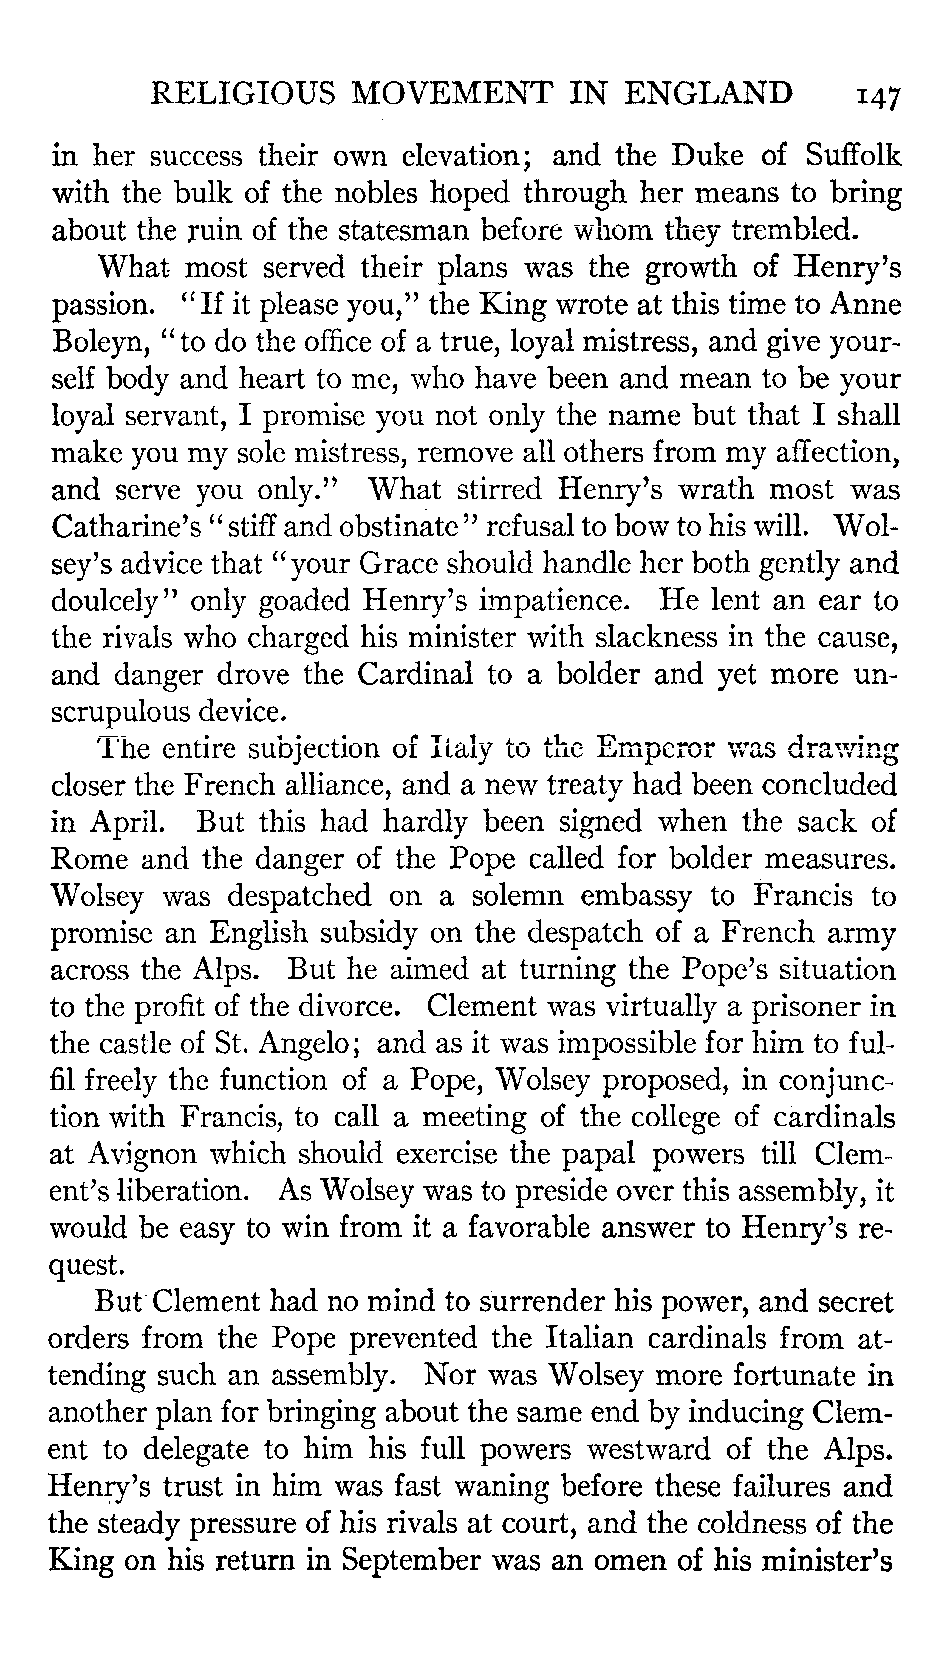 RELIGIOUS MOVEMENT IN ENGLAND 147
in her success their own elevation; and the Duke of Suffolk
with the bulk of the nobles hoped through her means to bring
about the ruin of the statesman before whom they trembled.
What most served their plans was the growth of Henry's
passion. "If it please you," the King wrote at this time to Anne
Boleyn, "to do the office of a true, loyal mistress, and give your-
self body and heart to me, who have been and mean to be your
loyal servant, I promise you not only the name but that I shall
make you my sole mistress, remove all others from my affection,
and serve you only." What stirred Henry's wrath most was
Catharine's "stiff and obstinate" refusal to bow to his will. Wol-
sey's advice that "your Grace should handle her both gently and
doulcely" only goaded Henry's impatience. He lent an ear to
the rivals who charged his minister with slackness in the cause,
and danger drove the Cardinal to a bolder and yet more un-
scrupulous device.
The entire subjection of Italy to the Emperor was drawing
closer the French alliance, and a new treaty had been concluded
in April. But this had hardly been signed when the sack of
Rome and the danger of the Pope called for bolder measures.
Wolsey was despatched on a solemn embassy to Francis to
promise an English subsidy on the despatch of a French army
across the Alps. But he aimed at turning the Pope's situation
to the profit of the divorce. Clement was virtually a prisoner in
the castle of St. Angelo; and as it was impossible for him to ful-
fil freely the function of a Pope, Wolsey proposed, in conjunc-
tion with Francis, to call a meeting of the college of cardinals
at Avignon which should exercise the papal powers till Clem-
ent's liberation. As Wolsey was to preside over this assembly, it
would be easy to win from it a favorable answer to Henry's re-
quest.
But Clement had no mind to surrender his power, and secret
orders from the Pope prevented the Italian cardinals from at-
tending such an assembly. Nor was Wolsey more fortunate in
another plan for bringing about the same end by inducing Clem-
ent to delegate to him his full powers westward of the Alps.
Henry's trust in him was fast waning before these failures and
the steady pressure of his rivals at court, and the coldness of the
King on his return in September was an omen of his minister's